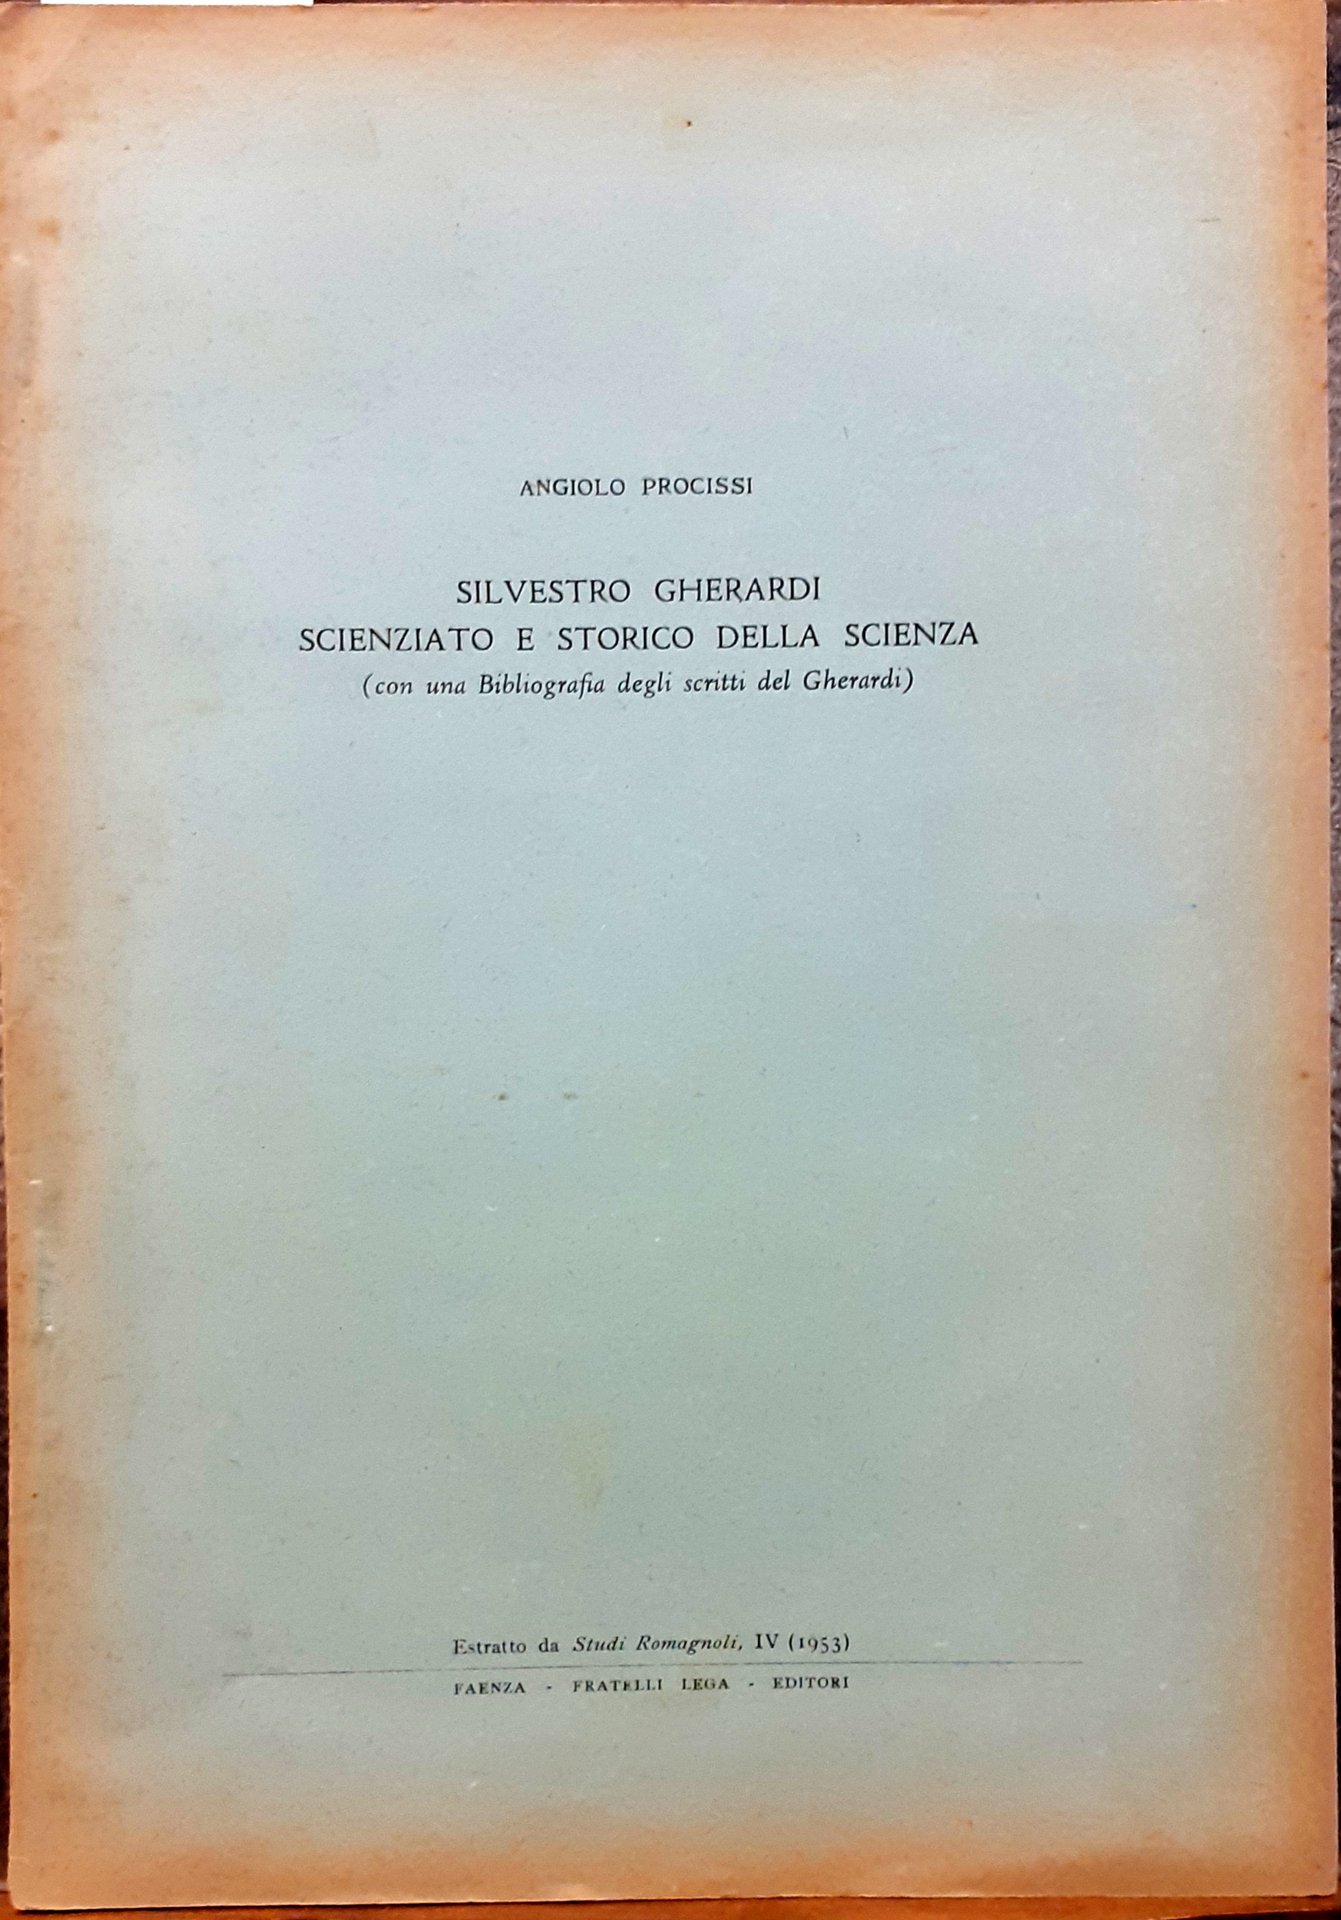 ANGIOLO PROCISSI
SILVESTRO GHERARDI
SCIENZIATO E STORICO DELLA SCIENZA
(con una Bibliografia degli scritti del Gherardi)
Estratto da Studi Romagnoli, IV (1953)
FAENZA - FRATELLI LEGA - EDITORI